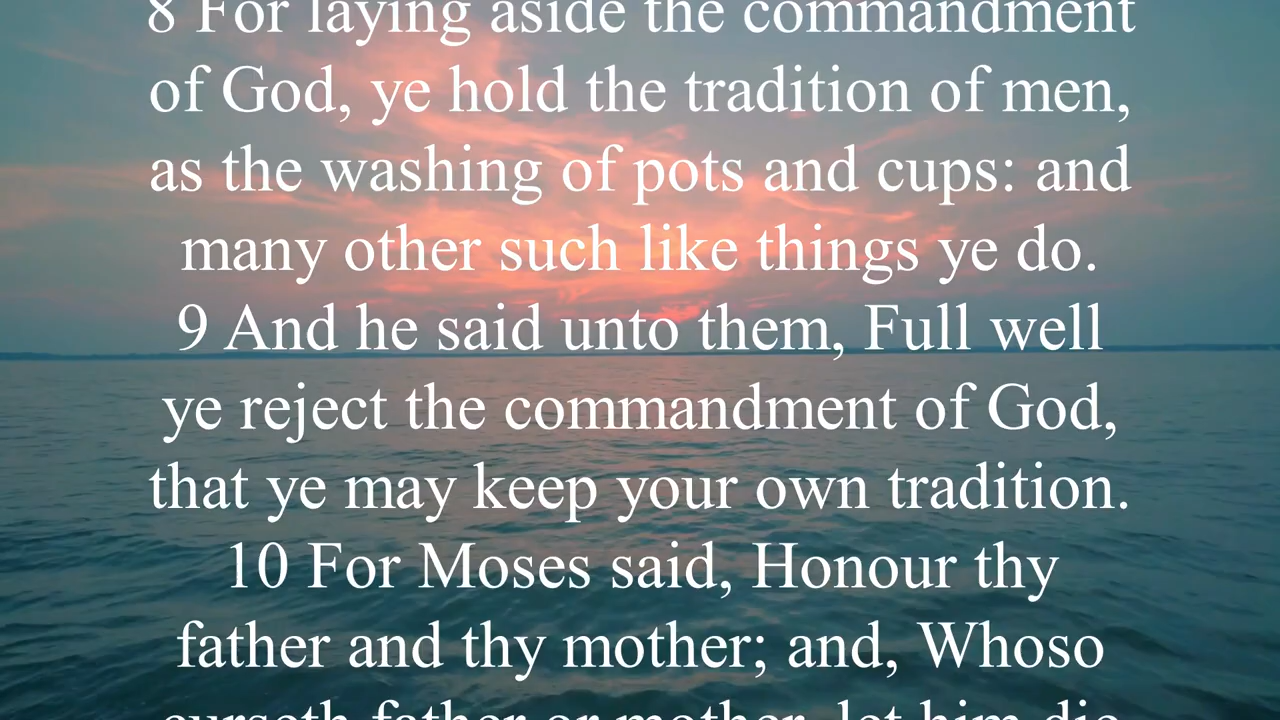 8 For laying aside the commandment
of God, ye hold the tradition of men,
as the washing of pots and cups: and
many other such like things ye do.
9 And he said unto them, Full well
ye reject the commandment of God,
that ye may keep your own tradition.
10 For Moses said, Honour thy
father and thy mother; and, Whoso
curseth father or mother, let him die